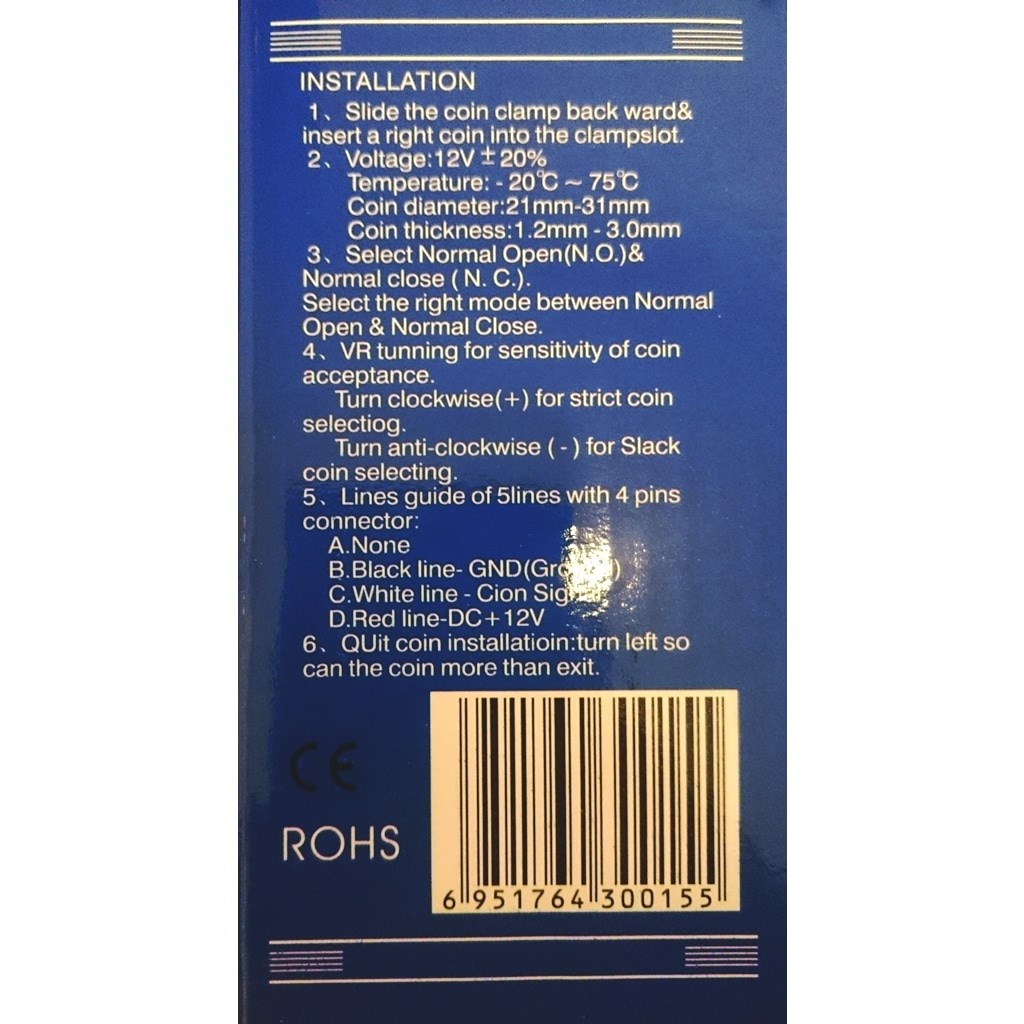 INSTALLATION
1、Slide the coin clamp back ward&
insert a right coin into the clampslot.
2、Voltage:12V ± 20%
Temperature: - 20℃ ~ 75℃
Coin diameter:21mm-31mm
Coin thickness:1.2mm - 3.0mm
3、Select Normal Open(N.O.)&
Normal close ( N. C.).
Select the right mode between Normal
Open & Normal Close.
4、VR tunning for sensitivity of coin
acceptance.
Turn clockwise(+) for strict coin
selectiog.
Turn anti-clockwise ( - ) for Slack
coin selecting.
5、Lines guide of 5lines with 4 pins
connector:
A.None
B.Black line- GND
C.White line - Cion
D.Red line-DC+12V
6、QUit coin installatioin:turn left so
can the coin more than exit.
CE
ROHS
6 951764 300155